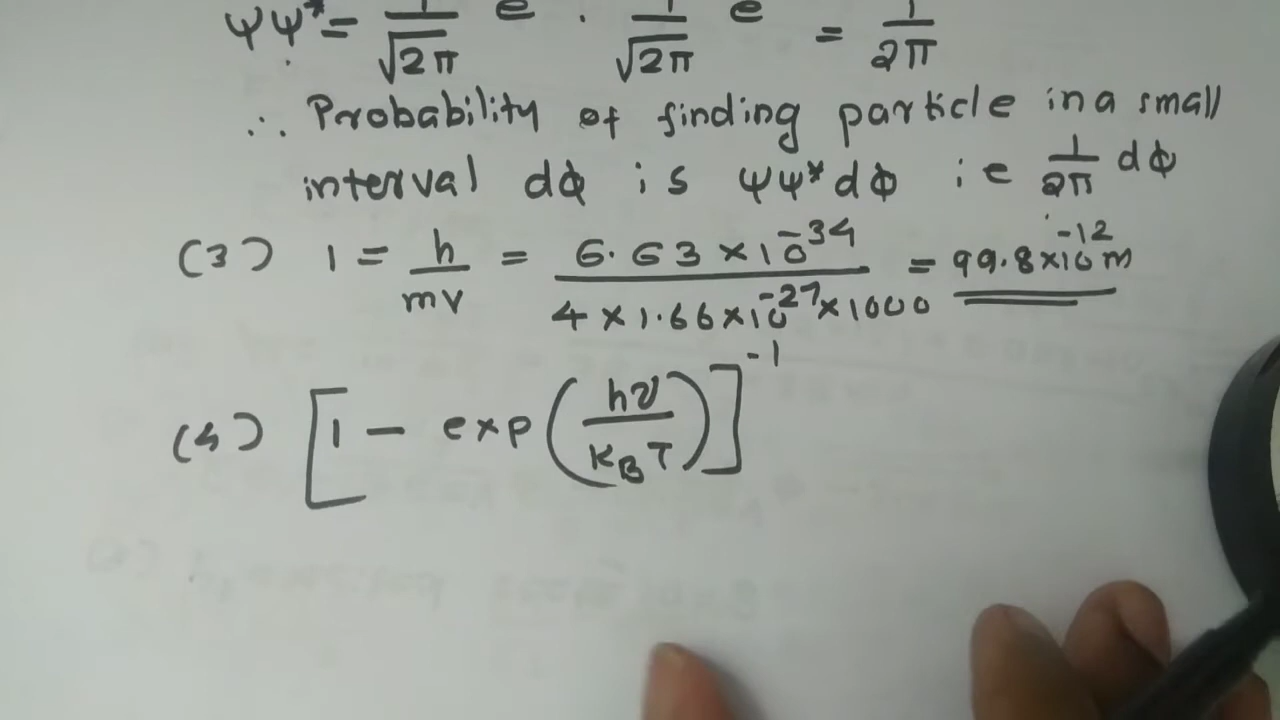 ψψ* = 1/√2π e . 1/√2π e = 1/2π
∴ Probability of finding particle in a small
interval dφ is ψψ* dφ i e 1/2π dφ
(3) λ = h/mv = 6.63 × 10^-34 / 4 × 1.66 × 10^-27 × 1000 = 99.8 × 10^-12 m
(4) [1 - exp(hν/K_B T)]^-1